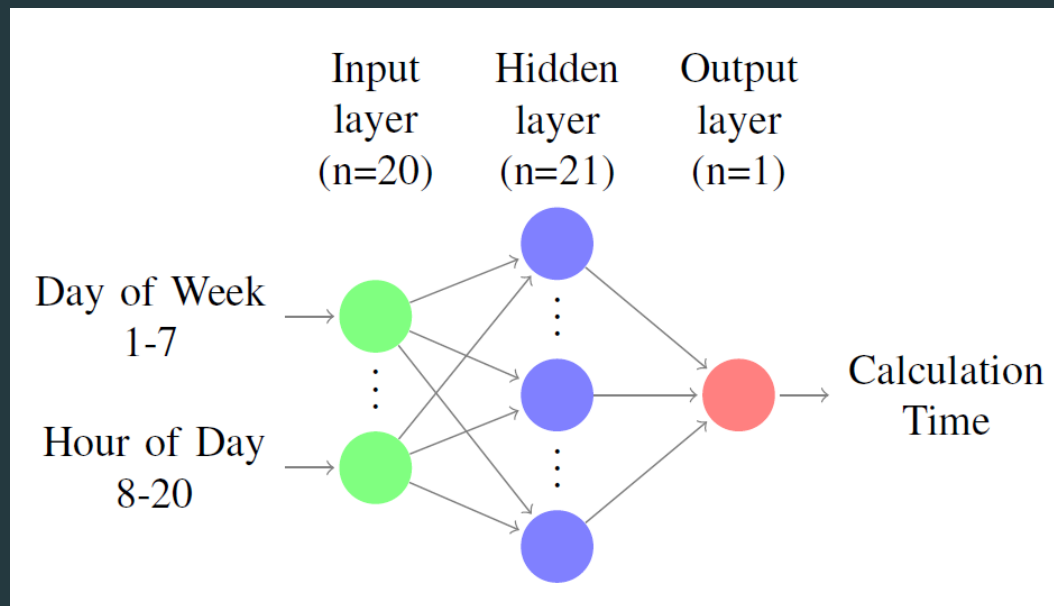 Input
layer
(n=20)
Hidden
layer
(n=21)
Output
layer
(n=1)
Day of Week
1-7
Hour of Day
8-20
Calculation
Time